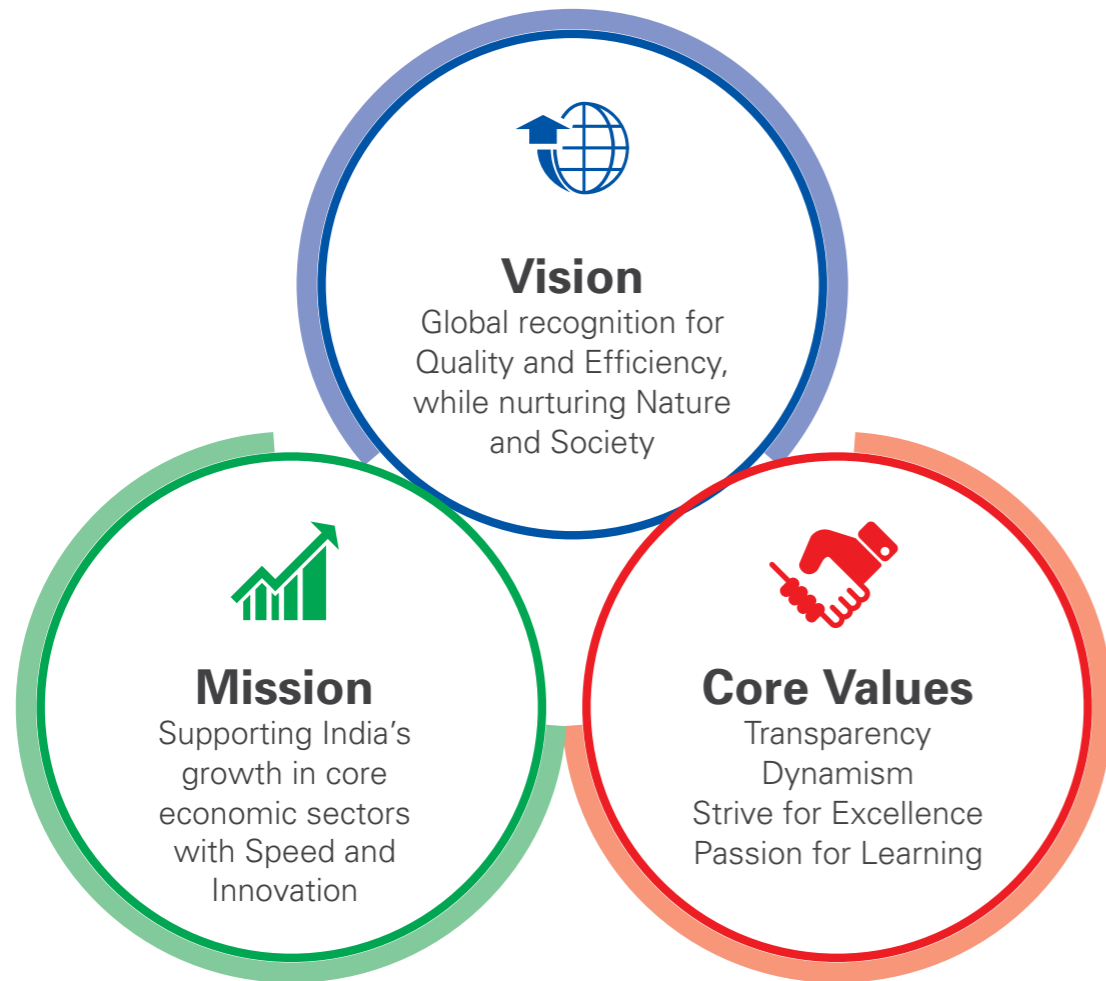 Vision
Global recognition for
Quality and Efficiency,
while nurturing Nature
and Society
Mission
Supporting India’s
growth in core
economic sectors
with Speed and
Innovation
Core Values
Transparency
Dynamism
Strive for Excellence
Passion for Learning